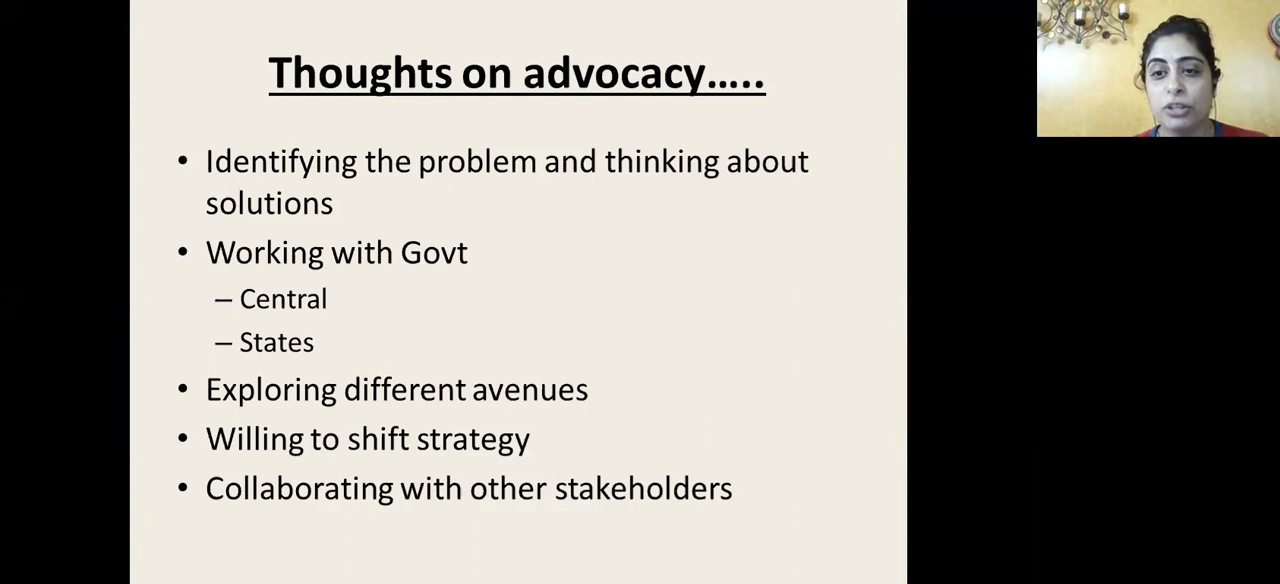 Thoughts on advocacy…..
• Identifying the problem and thinking about
solutions
• Working with Govt
– Central
– States
• Exploring different avenues
• Willing to shift strategy
• Collaborating with other stakeholders